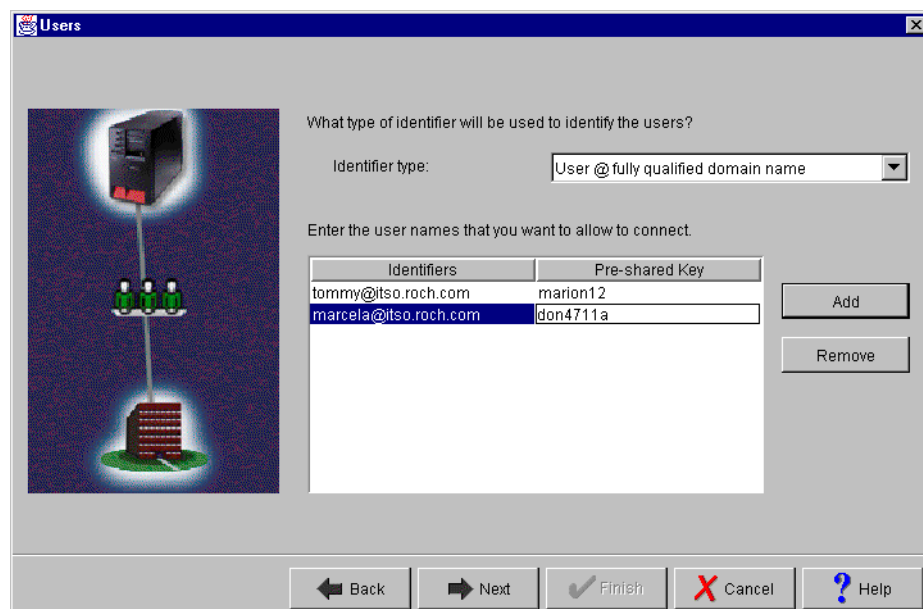 Users
What type of identifier will be used to identify the users?
Identifier type:
User @ fully qualified domain name
Enter the user names that you want to allow to connect.
Identifiers Pre-shared Key
tommy@itso.roch.com marion12
marcela@itso.roch.com don4711a
Add
Remove
Back Next Finish Cancel ? Help